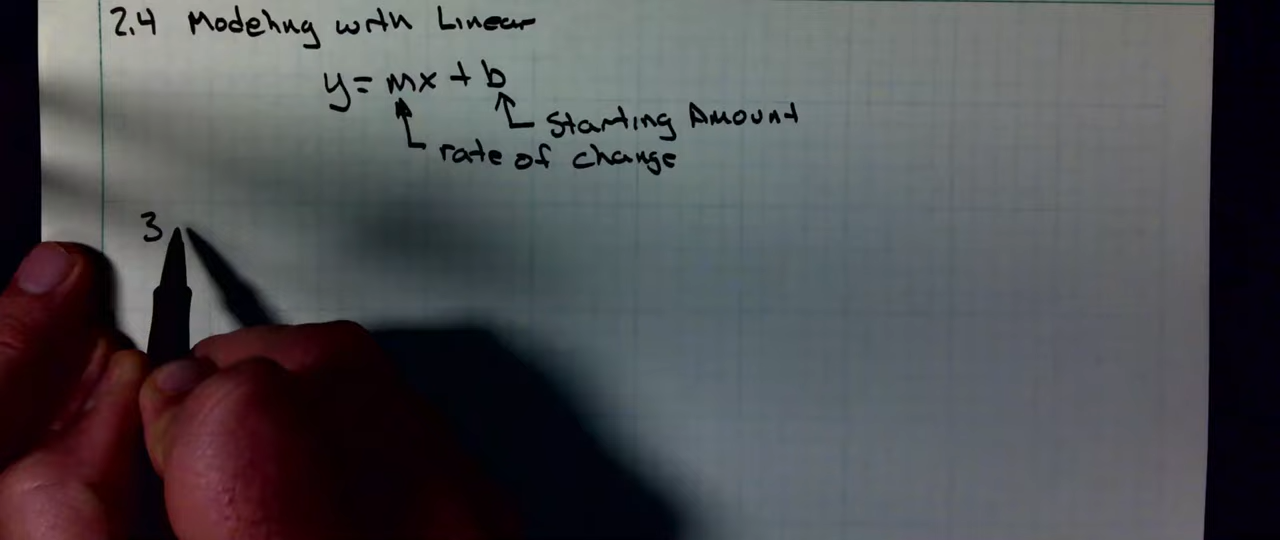 2.4 Modeling with Linear
y = mx + b
Starting Amount
rate of change
3